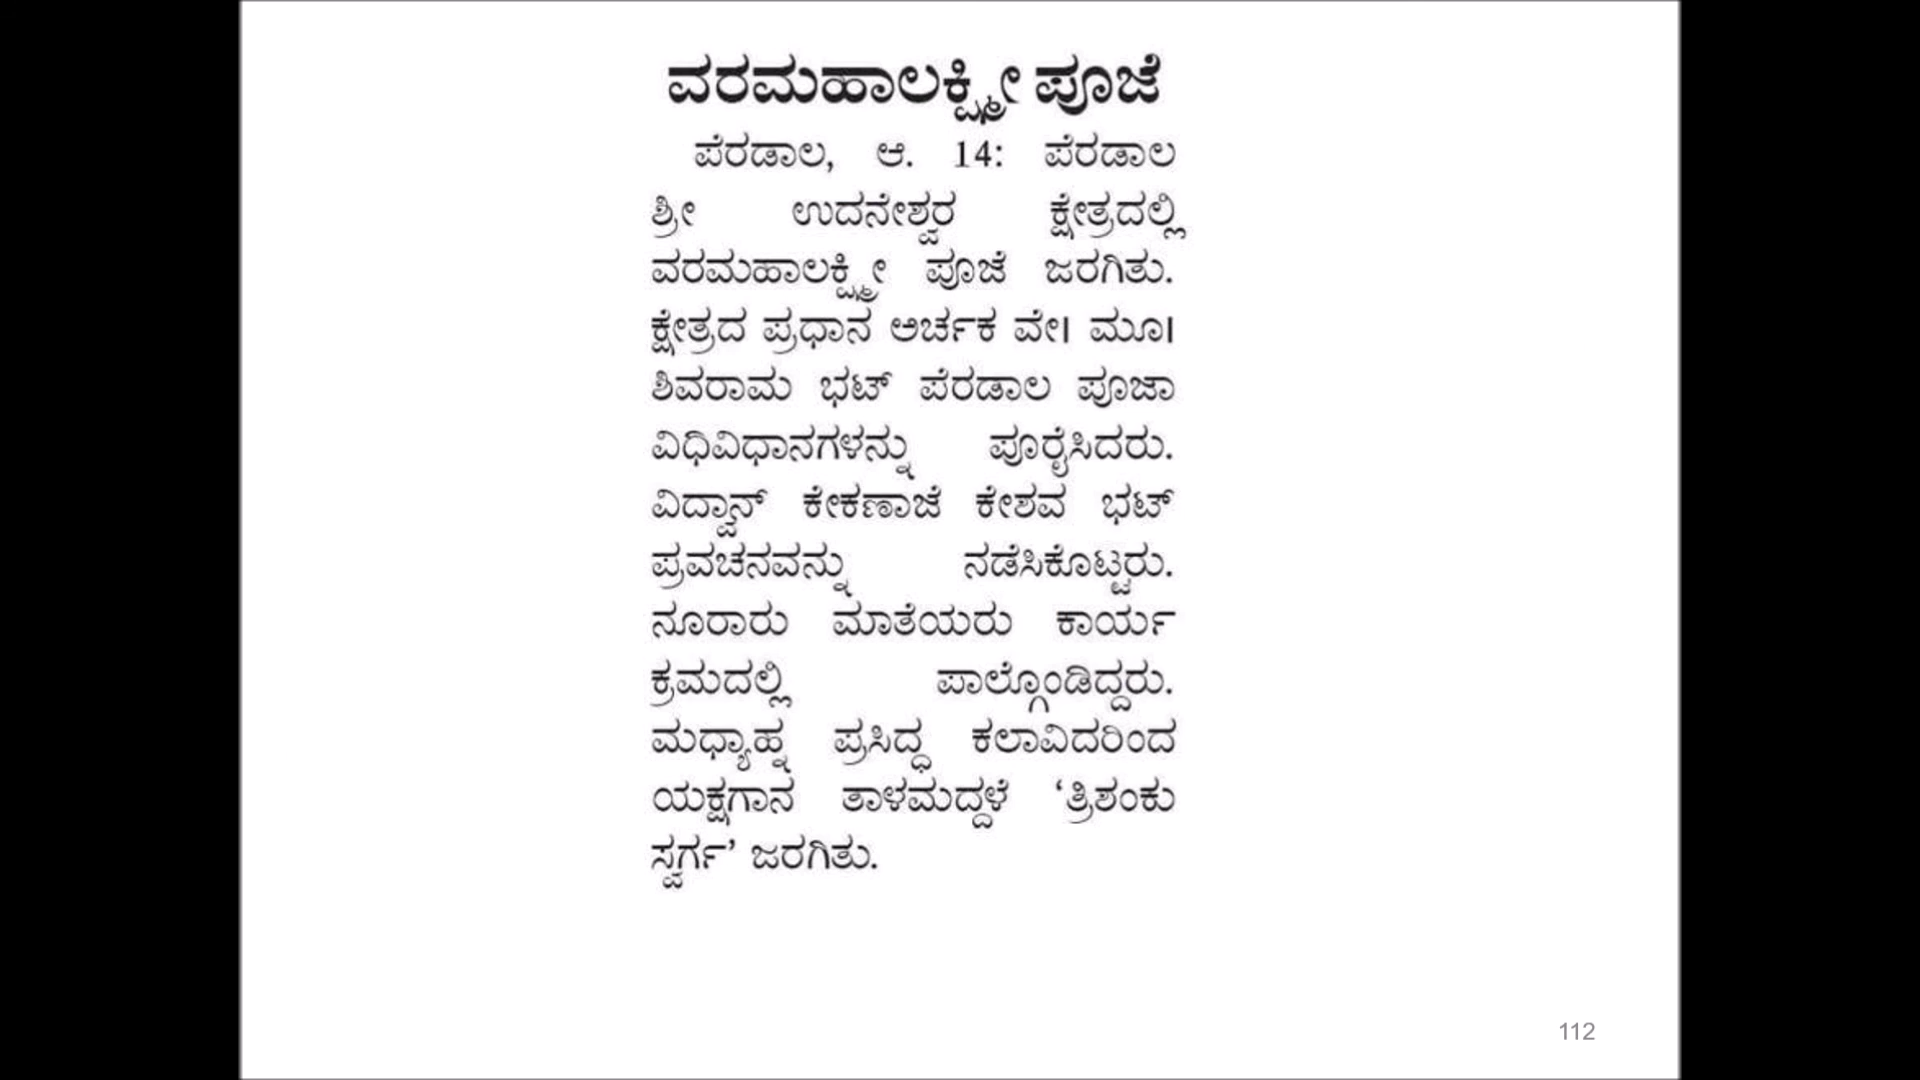 ವರಮಹಾಲಕ್ಷ್ಮೀ ಪೂಜೆ
ಪೆರಡಾಲ, ಆ. 14: ಪೆರಡಾಲ
ಶ್ರೀ ಉದನೇಶ್ವರ ಕ್ಷೇತ್ರದಲ್ಲಿ
ವರಮಹಾಲಕ್ಷ್ಮೀ ಪೂಜೆ ಜರಗಿತು.
ಕ್ಷೇತ್ರದ ಪ್ರಧಾನ ಅರ್ಚಕ ವೇ। ಮೂ।
ಶಿವರಾಮ ಭಟ್ ಪೆರಡಾಲ ಪೂಜಾ
ವಿಧಿವಿಧಾನಗಳನ್ನು ಪೂರೈಸಿದರು.
ವಿದ್ವಾನ್ ಕೇಕಣಾಜೆ ಕೇಶವ ಭಟ್
ಪ್ರವಚನವನ್ನು ನಡೆಸಿಕೊಟ್ಟರು.
ನೂರಾರು ಮಾತೆಯರು ಕಾರ್ಯ
ಕ್ರಮದಲ್ಲಿ ಪಾಲ್ಗೊಂಡಿದ್ದರು.
ಮಧ್ಯಾಹ್ನ ಪ್ರಸಿದ್ಧ ಕಲಾವಿದರಿಂದ
ಯಕ್ಷಗಾನ ತಾಳಮದ್ದಳೆ ‘ತ್ರಿಶಂಕು
ಸ್ವರ್ಗ’ ಜರಗಿತು.
112